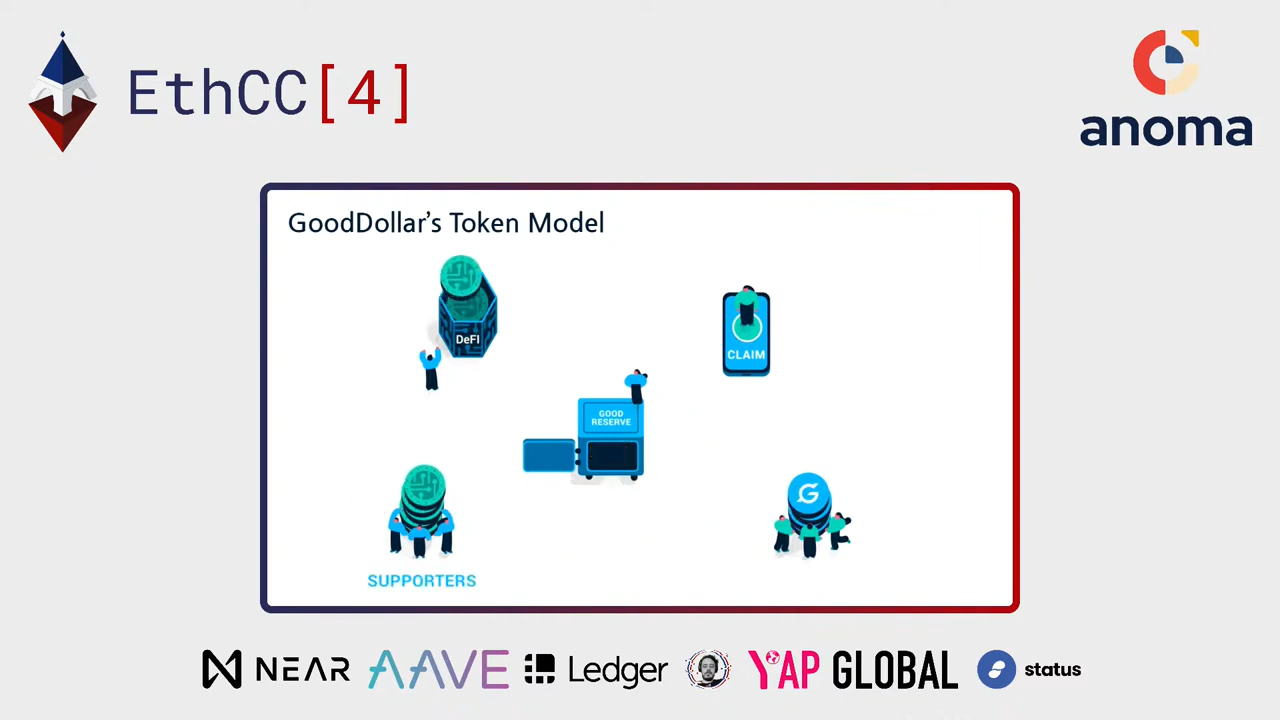 EthCC[4]
anoma
GoodDollar's Token Model
DeFI
CLAIM
GOOD
RESERVE
G
SUPPORTERS
NEAR
AAVE
Ledger
YAP GLOBAL
status